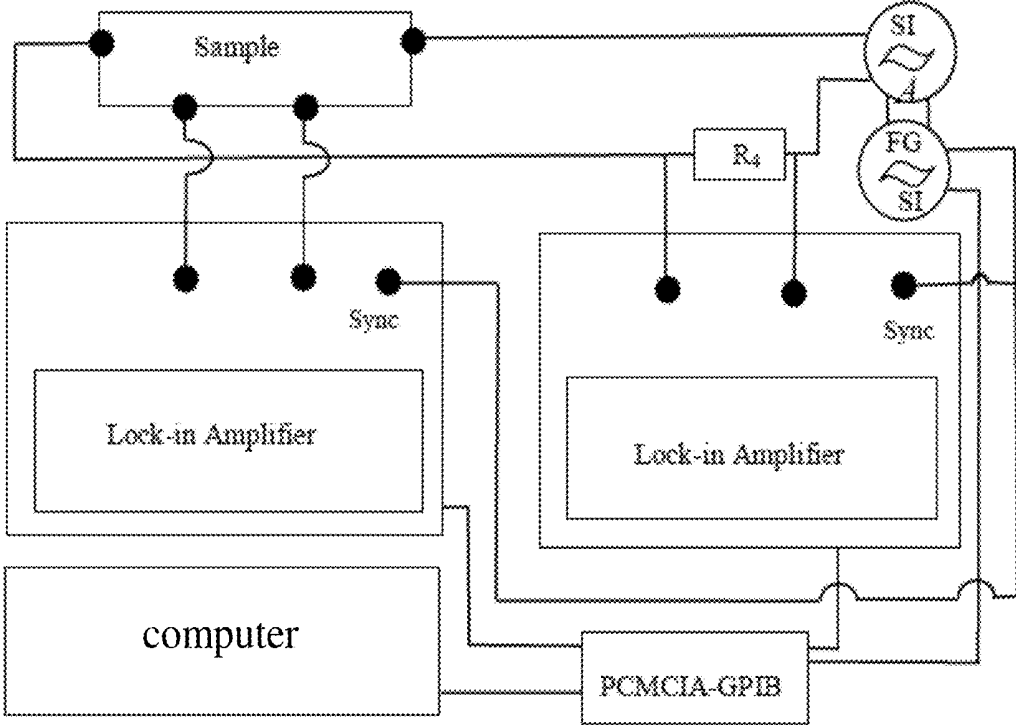 Sample
SI
A
FG
SI
R₄
Sync
Sync
Lock-in Amplifier
Lock-in Amplifier
computer
PCMCIA-GPIB